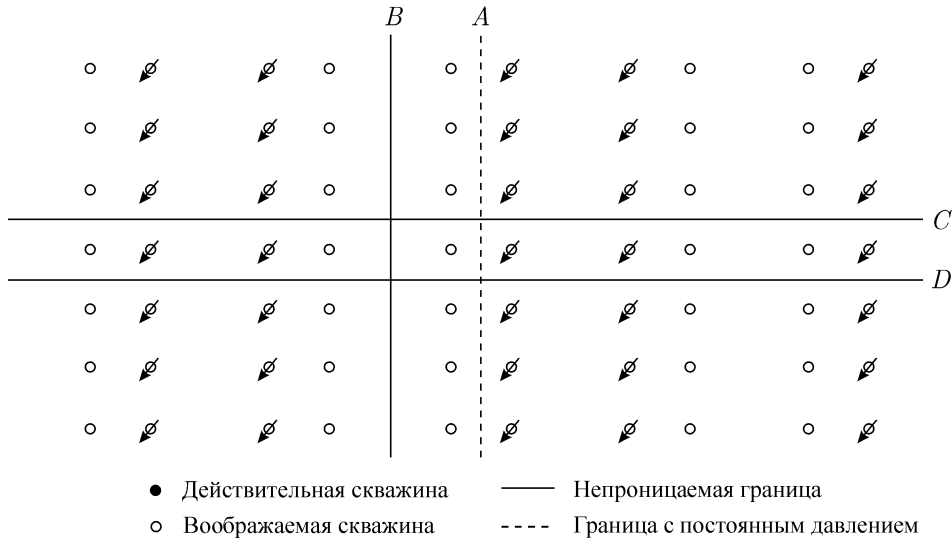 B A
C
D
Действительная скважина
Непроницаемая граница
Воображаемая скважина
Граница с постоянным давлением